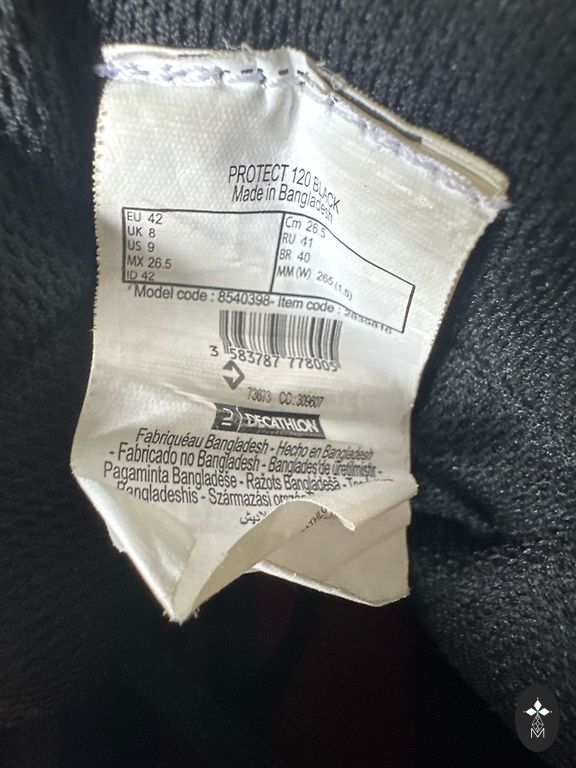 PROTECT 120 BLACK
Made in Bangladesh
EU 42
UK 8
US 9
MX 26.5
ID 42
Cm 26.5
RU 41
BR 40
MM (W) 265 (1.5)
Model code : 8540398- Item code :
3 583787 778005
73673 CC: 309607
DECATHLON
Fabriquéau Bangladesh - Hecho en Bangladesh
- Fabricado no Bangladesh - Banglades'de üretilmiştir -
Pagaminta Bangladėše - Ražots Bangladešā -
Bangladeshis - Származási
M